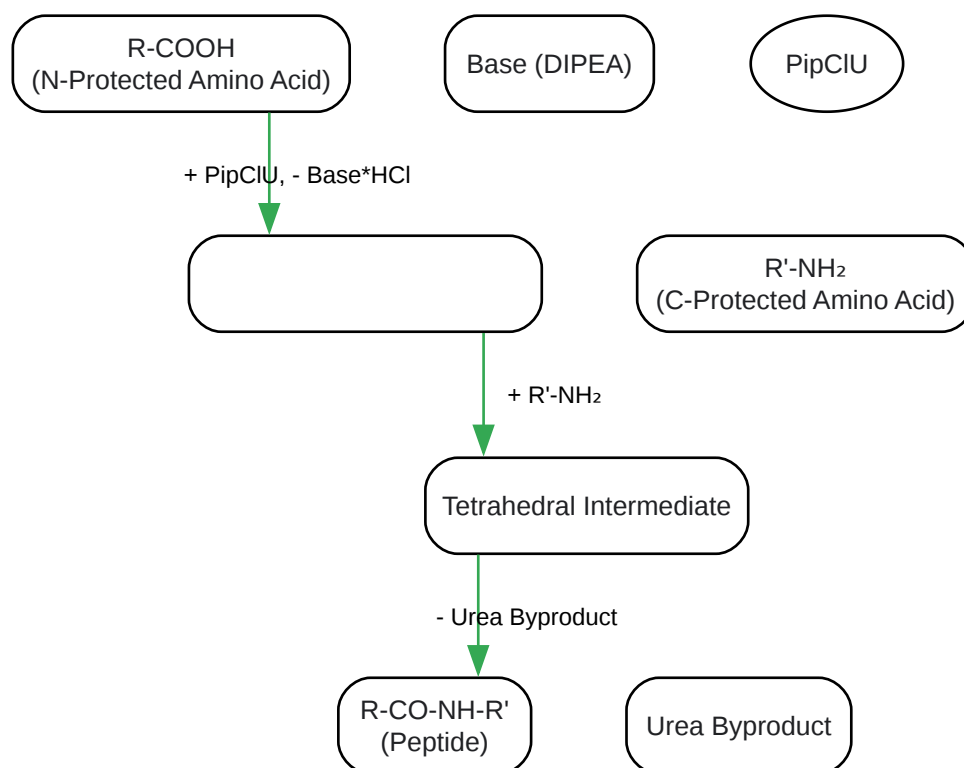 R-COOH
(N-Protected Amino Acid)
Base (DIPEA)
PipClU
+ PipClU, - Base*HCl
R'-NH₂
(C-Protected Amino Acid)
+ R'-NH₂
Tetrahedral Intermediate
- Urea Byproduct
R-CO-NH-R'
(Peptide)
Urea Byproduct